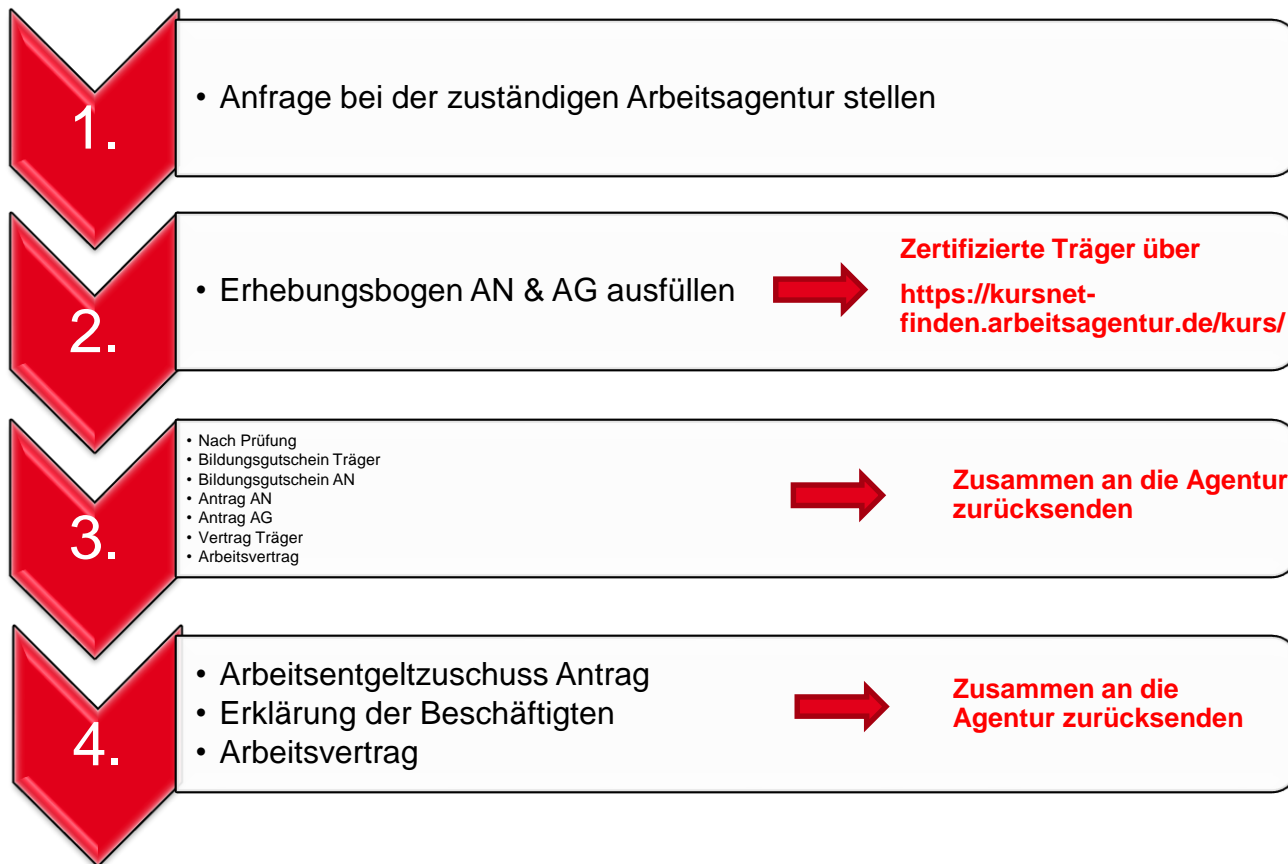 1.
• Anfrage bei der zuständigen Arbeitsagentur stellen
2.
• Erhebungsbogen AN & AG ausfüllen
Zertifizierte Träger über
https://kursnet-
finden.arbeitsagentur.de/kurs/
3.
• Nach Prüfung
• Bildungsgutschein Träger
• Bildungsgutschein AN
• Antrag AN
• Antrag AG
• Vertrag Träger
• Arbeitsvertrag
Zusammen an die Agentur
zurücksenden
4.
• Arbeitsentgeltzuschuss Antrag
• Erklärung der Beschäftigten
• Arbeitsvertrag
Zusammen an die
Agentur zurücksenden